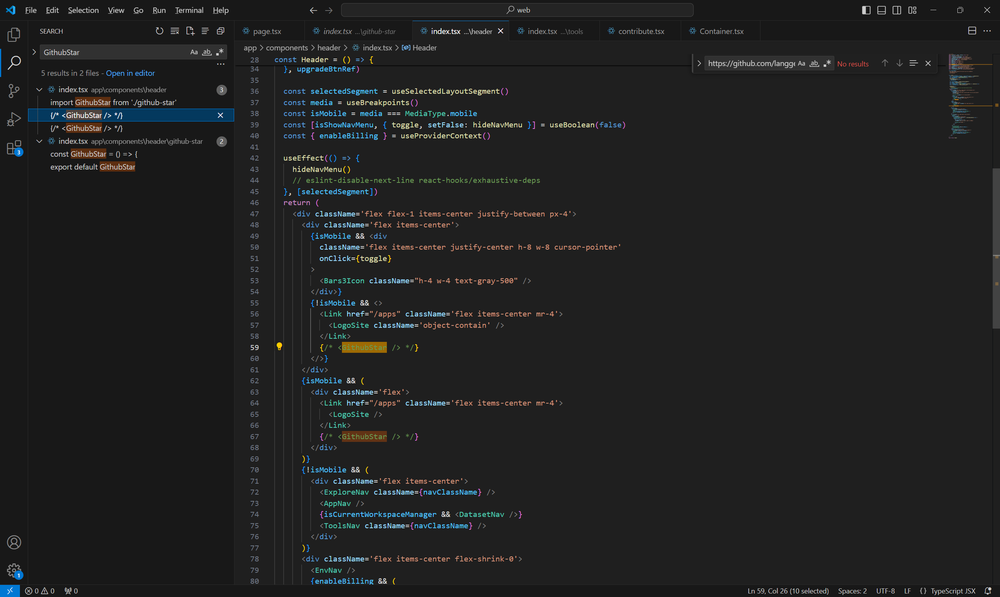 File Edit Selection View Go Run Terminal Help
web
SEARCH
GithubStar
Aa ab .*
5 results in 2 files - Open in editor
index.tsx app\components\header 3
import GithubStar from './github-star'
{/* <GithubStar /> */}
{/* <GithubStar /> */}
index.tsx app\components\header\github-star 2
const GithubStar = () => {
export default GithubStar
3
1
page.tsx index.tsx ...\github-star index.tsx ...\header index.tsx ...\tools contribute.tsx Container.tsx
app > components > header > index.tsx > Header
https://github.com/langge Aa ab .* No results
28 const Header = () => {
34 }, upgradeBtnRef)
35
36 const selectedSegment = useSelectedLayoutSegment()
37 const media = useBreakpoints()
38 const isMobile = media === MediaType.mobile
39 const [isShowNavMenu, { toggle, setFalse: hideNavMenu }] = useBoolean(false)
40 const { enableBilling } = useProviderContext()
41
42 useEffect(() => {
43 hideNavMenu()
44 // eslint-disable-next-line react-hooks/exhaustive-deps
45 }, [selectedSegment])
46 return (
47 <div className='flex flex-1 items-center justify-between px-4'>
48 <div className='flex items-center'>
49 {isMobile && <div
50 className='flex items-center justify-center h-8 w-8 cursor-pointer'
51 onClick={toggle}
52 >
53 <Bars3Icon className="h-4 w-4 text-gray-500" />
54 </div>}
55 {!isMobile && <>
56 <Link href="/apps" className='flex items-center mr-4'>
57 <LogoSite className='object-contain' />
58 </Link>
59 {/* <GithubStar /> */}
60 </>}
61 </div>
62 {isMobile && (
63 <div className='flex'>
64 <Link href="/apps" className='flex items-center mr-4'>
65 <LogoSite />
66 </Link>
67 {/* <GithubStar /> */}
68 </div>
69 )}
70 {!isMobile && (
71 <div className='flex items-center'>
72 <ExploreNav className={navClassName} />
73 <AppNav />
74 {isCurrentWorkspaceManager && <DatasetNav />}
75 <ToolsNav className={navClassName} />
76 </div>
77 )}
78 <div className='flex items-center flex-shrink-0'>
79 <EnvNav />
80 {enableBilling && (
0 0 0
Ln 59, Col 26 (10 selected) Spaces: 2 UTF-8 LF {} TypeScript JSX